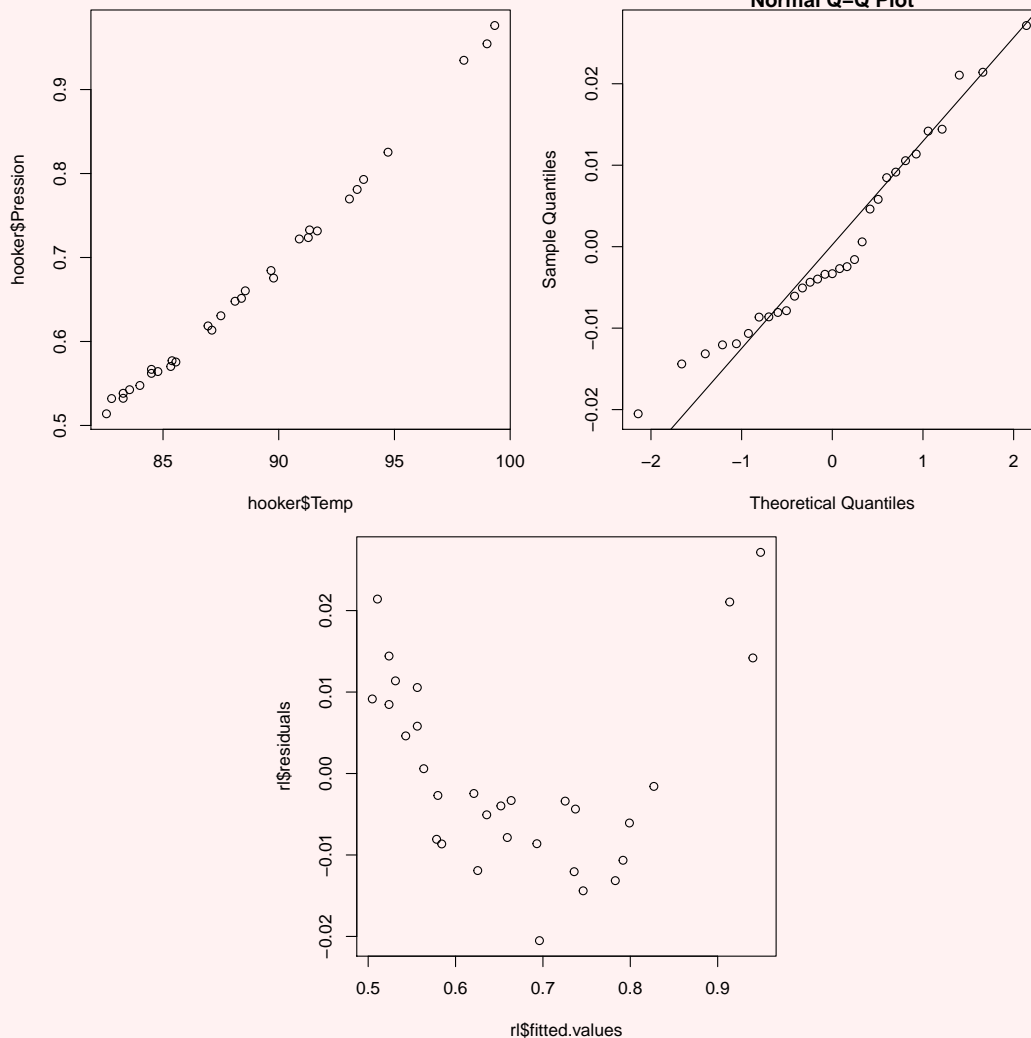 Normal Q−Q Plot
0.5 0.6 0.7 0.8 0.9
hooker$Pression
85 90 95 100
hooker$Temp
−0.02 −0.01 0.00 0.01 0.02
Sample Quantiles
−2 −1 0 1 2
Theoretical Quantiles
−0.02 −0.01 0.00 0.01 0.02
rl$residuals
0.5 0.6 0.7 0.8 0.9
rl$fitted.values